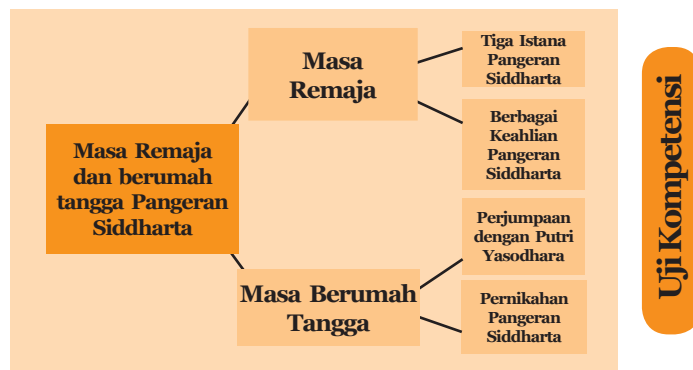 Masa Remaja
dan berumah
tangga Pangeran
Siddharta
Masa
Remaja
Tiga Istana
Pangeran
Siddharta
Berbagai
Keahlian
Pangeran
Siddharta
Masa Berumah
Tangga
Perjumpaan
dengan Putri
Yasodhara
Pernikahan
Pangeran
Siddharta
Uji Kompetensi